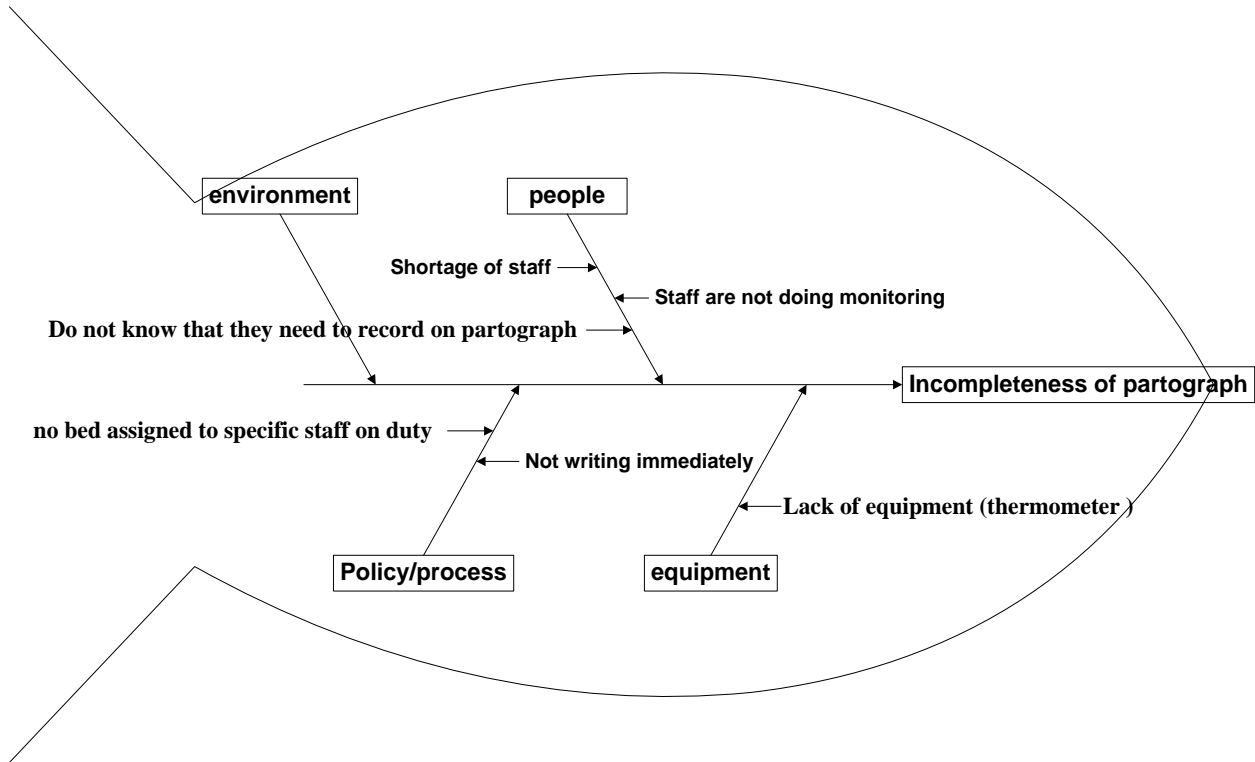 environment
people
Shortage of staff
Staff are not doing monitoring
Do not know that they need to record on partograph
Incompleteness of partograph
no bed assigned to specific staff on duty
Not writing immediately
Lack of equipment (thermometer )
Policy/process
equipment